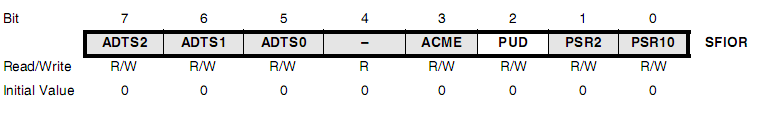 Bit 7 6 5 4 3 2 1 0
ADTS2 ADTS1 ADTS0 – ACME PUD PSR2 PSR10 SFIOR
Read/Write R/W R/W R/W R R/W R/W R/W R/W
Initial Value 0 0 0 0 0 0 0 0